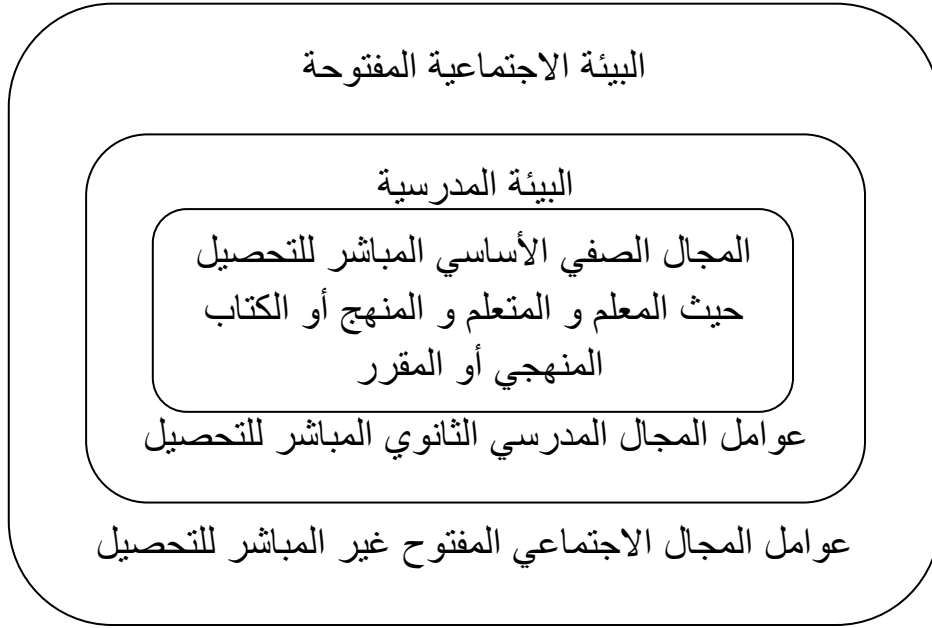 البيئة الاجتماعية المفتوحة
البيئة المدرسية
المجال الصفي الأساسي المباشر للتحصيل
حيث المعلم و المتعلم و المنهج أو الكتاب
المنهجي أو المقرر
عوامل المجال المدرسي الثانوي المباشر للتحصيل
عوامل المجال الاجتماعي المفتوح غير المباشر للتحصيل